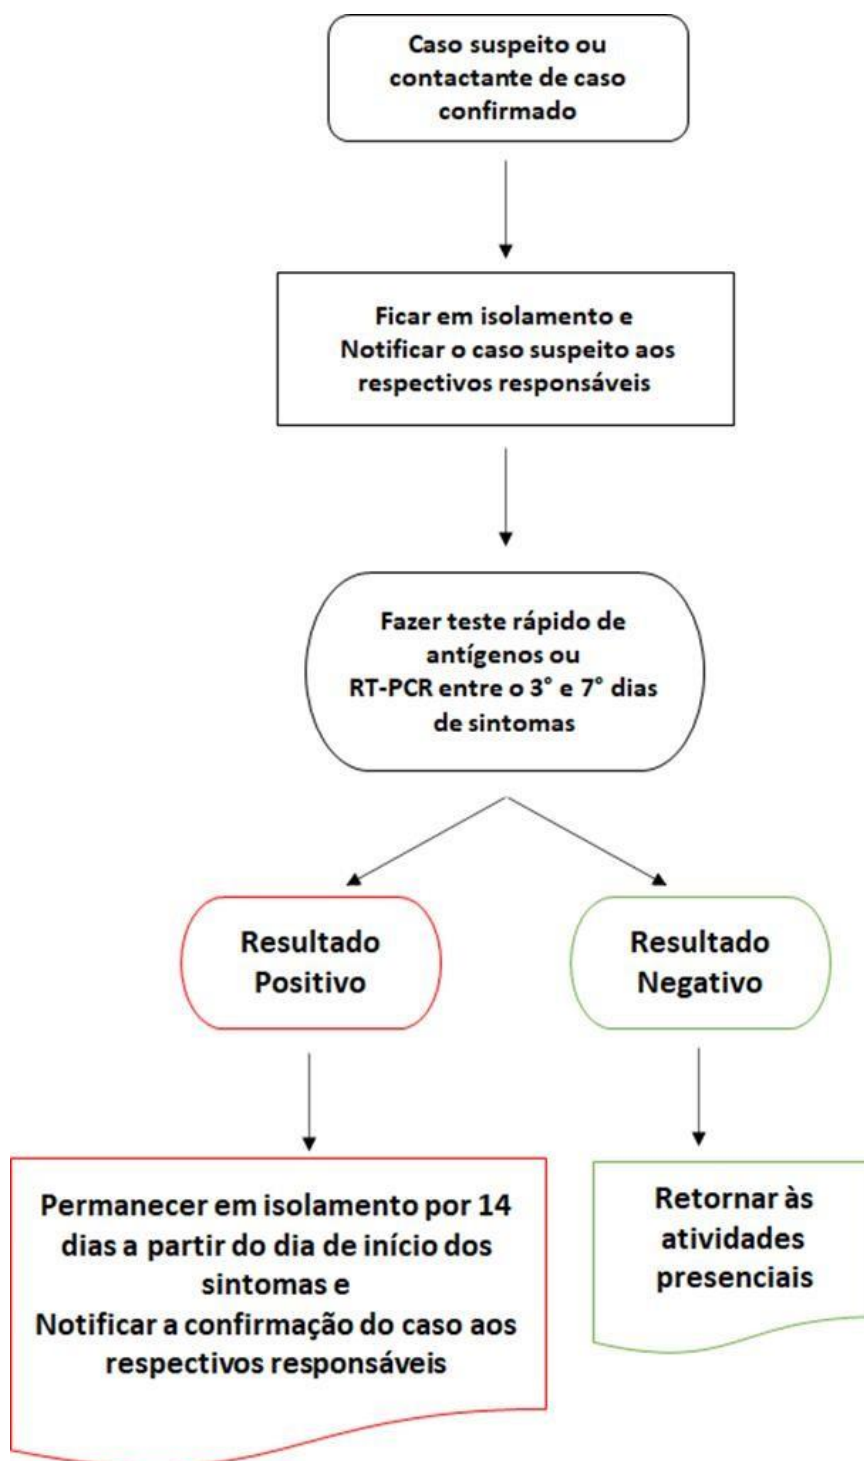 Caso suspeito ou
contactante de caso
confirmado
Ficar em isolamento e
Notificar o caso suspeito aos
respectivos responsáveis
Fazer teste rápido de
antígenos ou
RT-PCR entre o 3° e 7° dias
de sintomas
Resultado
Positivo
Resultado
Negativo
Permanecer em isolamento por 14
dias a partir do dia de início dos
sintomas e
Notificar a confirmação do caso aos
respectivos responsáveis
Retornar às
atividades
presenciais